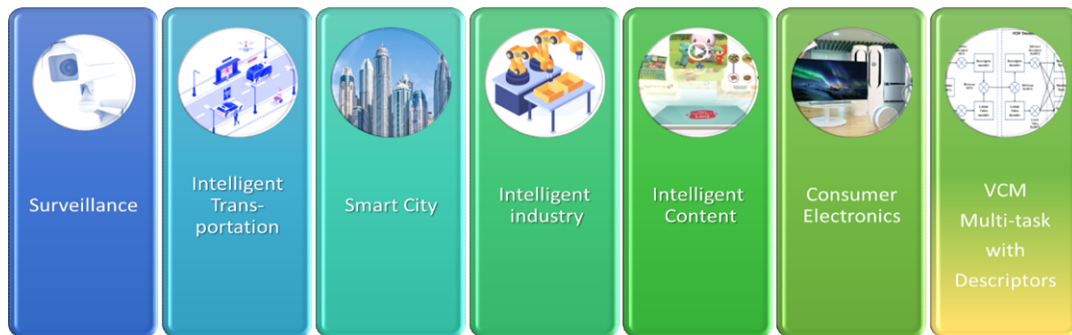 Surveillance
Intelligent
Trans-
portation
Smart City
Intelligent
industry
Intelligent
Content
Consumer
Electronics
VCM
Multi-task
with
Descriptors